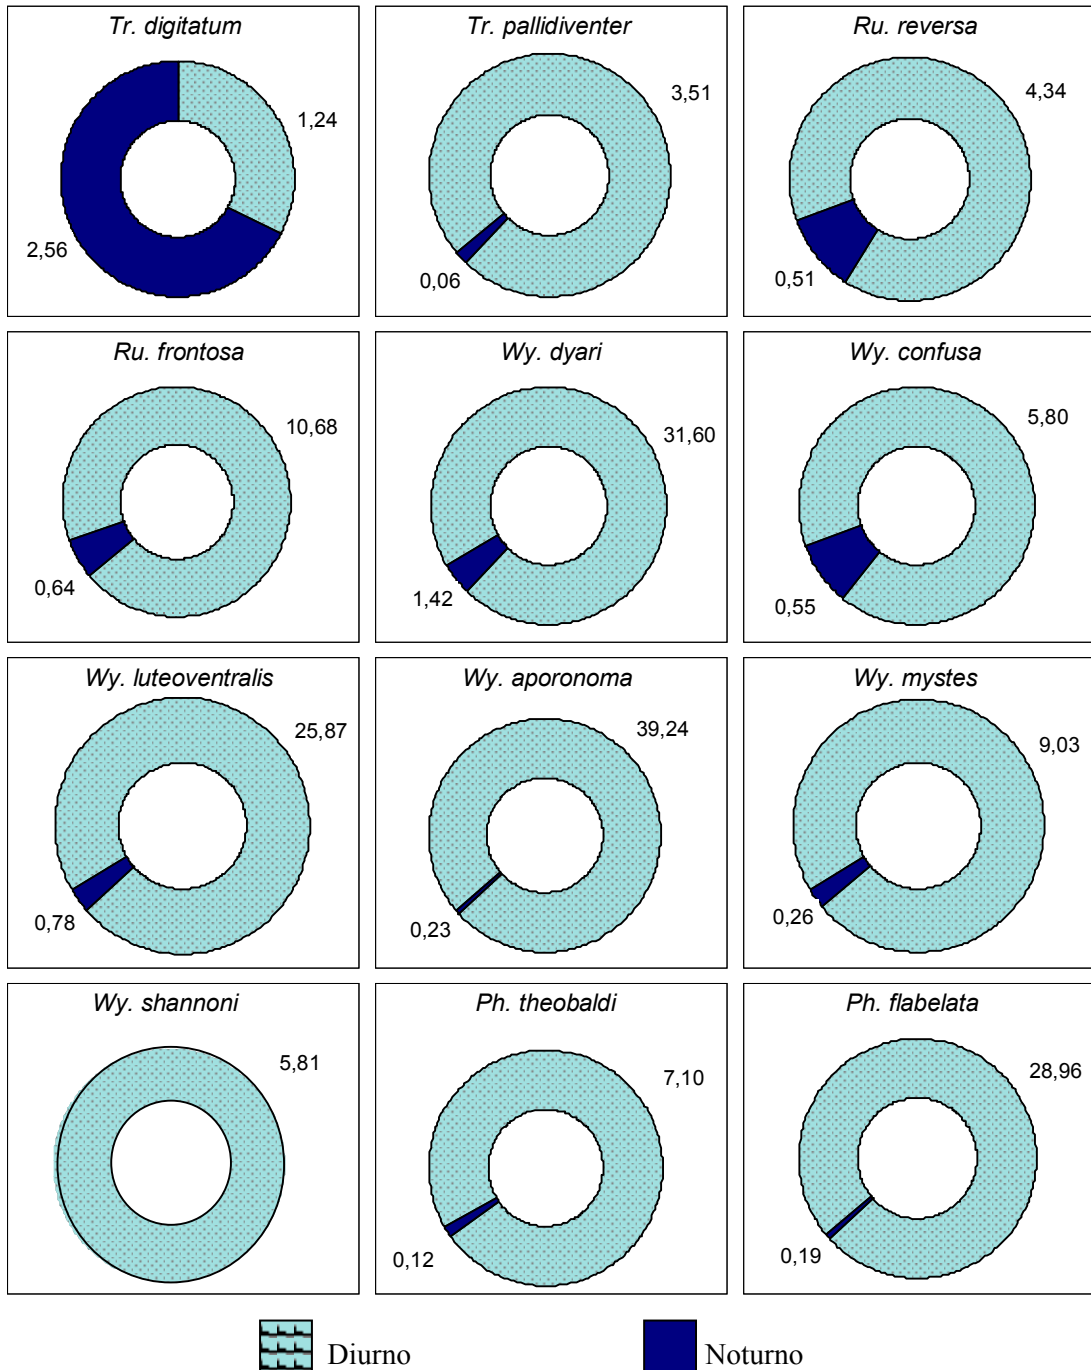 Tr. digitatum
1,24
2,56
Tr. pallidiventer
3,51
0,06
Ru. reversa
4,34
0,51
Ru. frontosa
10,68
0,64
Wy. dyari
31,60
1,42
Wy. confusa
5,80
0,55
Wy. luteoventralis
25,87
0,78
Wy. aporonoma
39,24
0,23
Wy. mystes
9,03
0,26
Wy. shannoni
5,81
Ph. theobaldi
7,10
0,12
Ph. flabelata
28,96
0,19
Diurno
Noturno